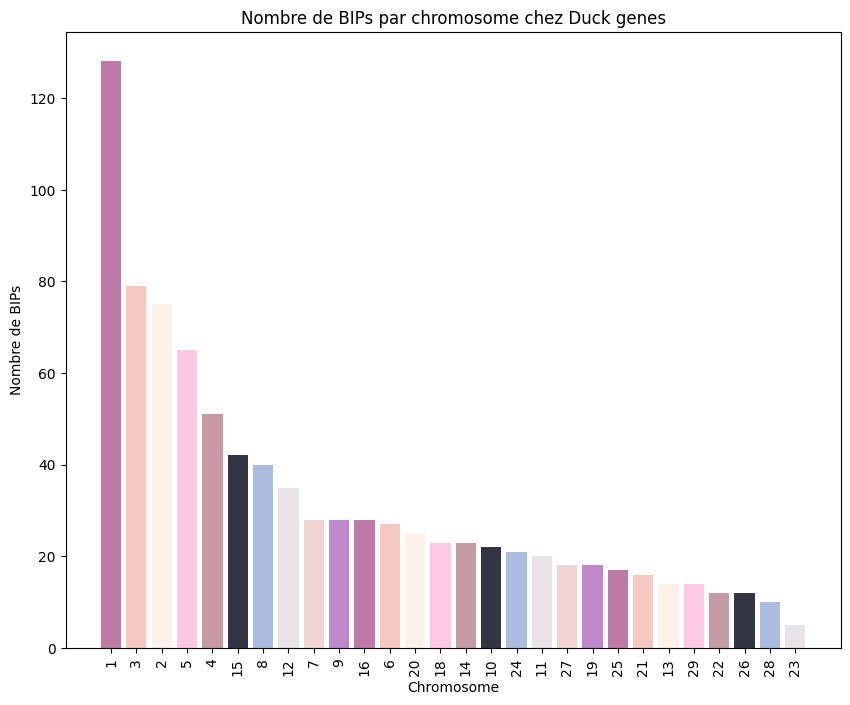 Nombre de BIPs par chromosome chez Duck genes
Nombre de BIPs
120
100
80
60
40
20
0
1 3 2 5 4 15 8 12 7 9 16 6 20 18 14 10 24 11 27 19 25 21 13 29 22 26 28 23
Chromosome